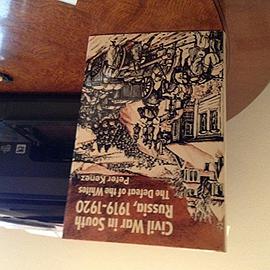 Civil War in South
Russia, 1919-1920
The Defeat of the Whites
Peter Kenez